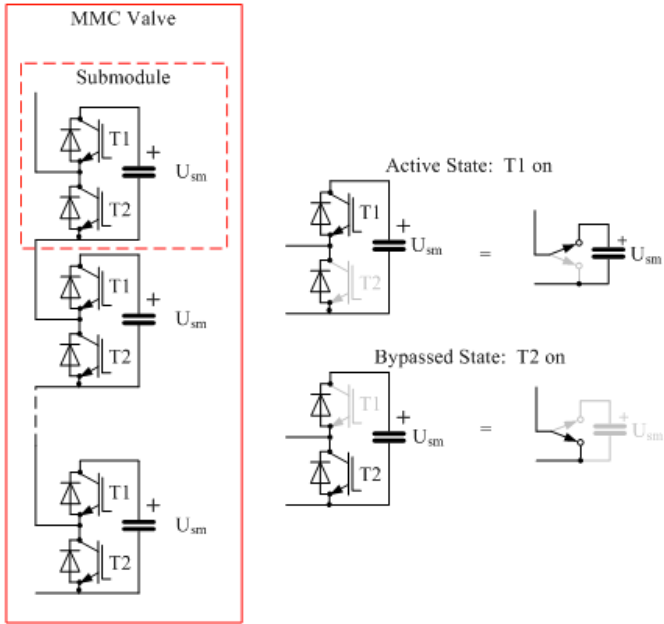 MMC Valve
Submodule
T1
+
Usm
T2
T1
+
Usm
T2
T1
+
Usm
T2
Active State: T1 on
T1
+
Usm
T2
=
+
Usm
Bypassed State: T2 on
T1
+
Usm
T2
=
+
Usm